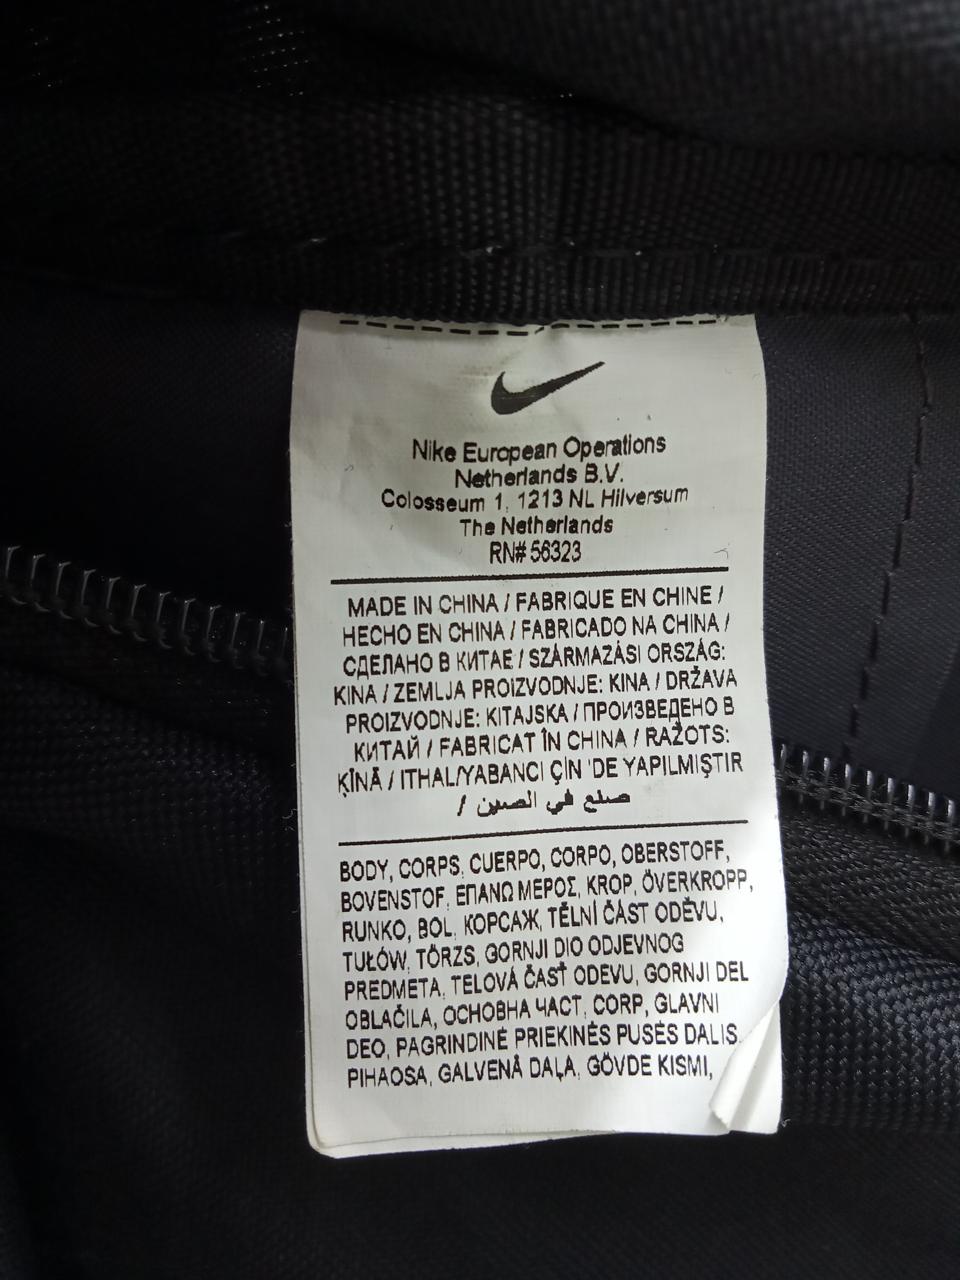 Nike European Operations
Netherlands B.V.
Colosseum 1, 1213 NL Hilversum
The Netherlands
RN# 56323
MADE IN CHINA / FABRIQUE EN CHINE /
HECHO EN CHINA / FABRICADO NA CHINA /
СДЕЛАНО В КИТАЕ / SZÁRMAZÁSI ORSZÁG:
KINA / ZEMLJA PROIZVODNJE: KINA / DRŽAVA
PROIZVODNJE: KITAJSKA / ПРОИЗВЕДЕНО В
КИТАЙ / FABRICAT ÎN CHINA / RAŽOTS:
ĶĪNĀ / ITHAL/YABANCI ÇİN 'DE YAPILMIŞTIR
/ صنع في الصين
BODY, CORPS, CUERPO, CORPO, OBERSTOFF,
BOVENSTOF, ΕΠΑΝΩ ΜΕΡΟΣ, KROP, ÖVERKROPP,
RUNKO, BOL, КОРСАЖ, TĚLNÍ ČÁST ODĚVU,
TUŁÓW, TÖRZS, GORNJI DIO ODJEVNOG
PREDMETA, TELOVÁ ČASŤ ODEVU, GORNJI DEL
OBLAČILA, ОСНОВНА ЧАСТ, CORP, GLAVNI
DEO, PAGRINDINĖ PRIEKINĖS PUSĖS DALIS,
PIHAOSA, GALVENĀ DAĻA, GÖVDE KISMI,